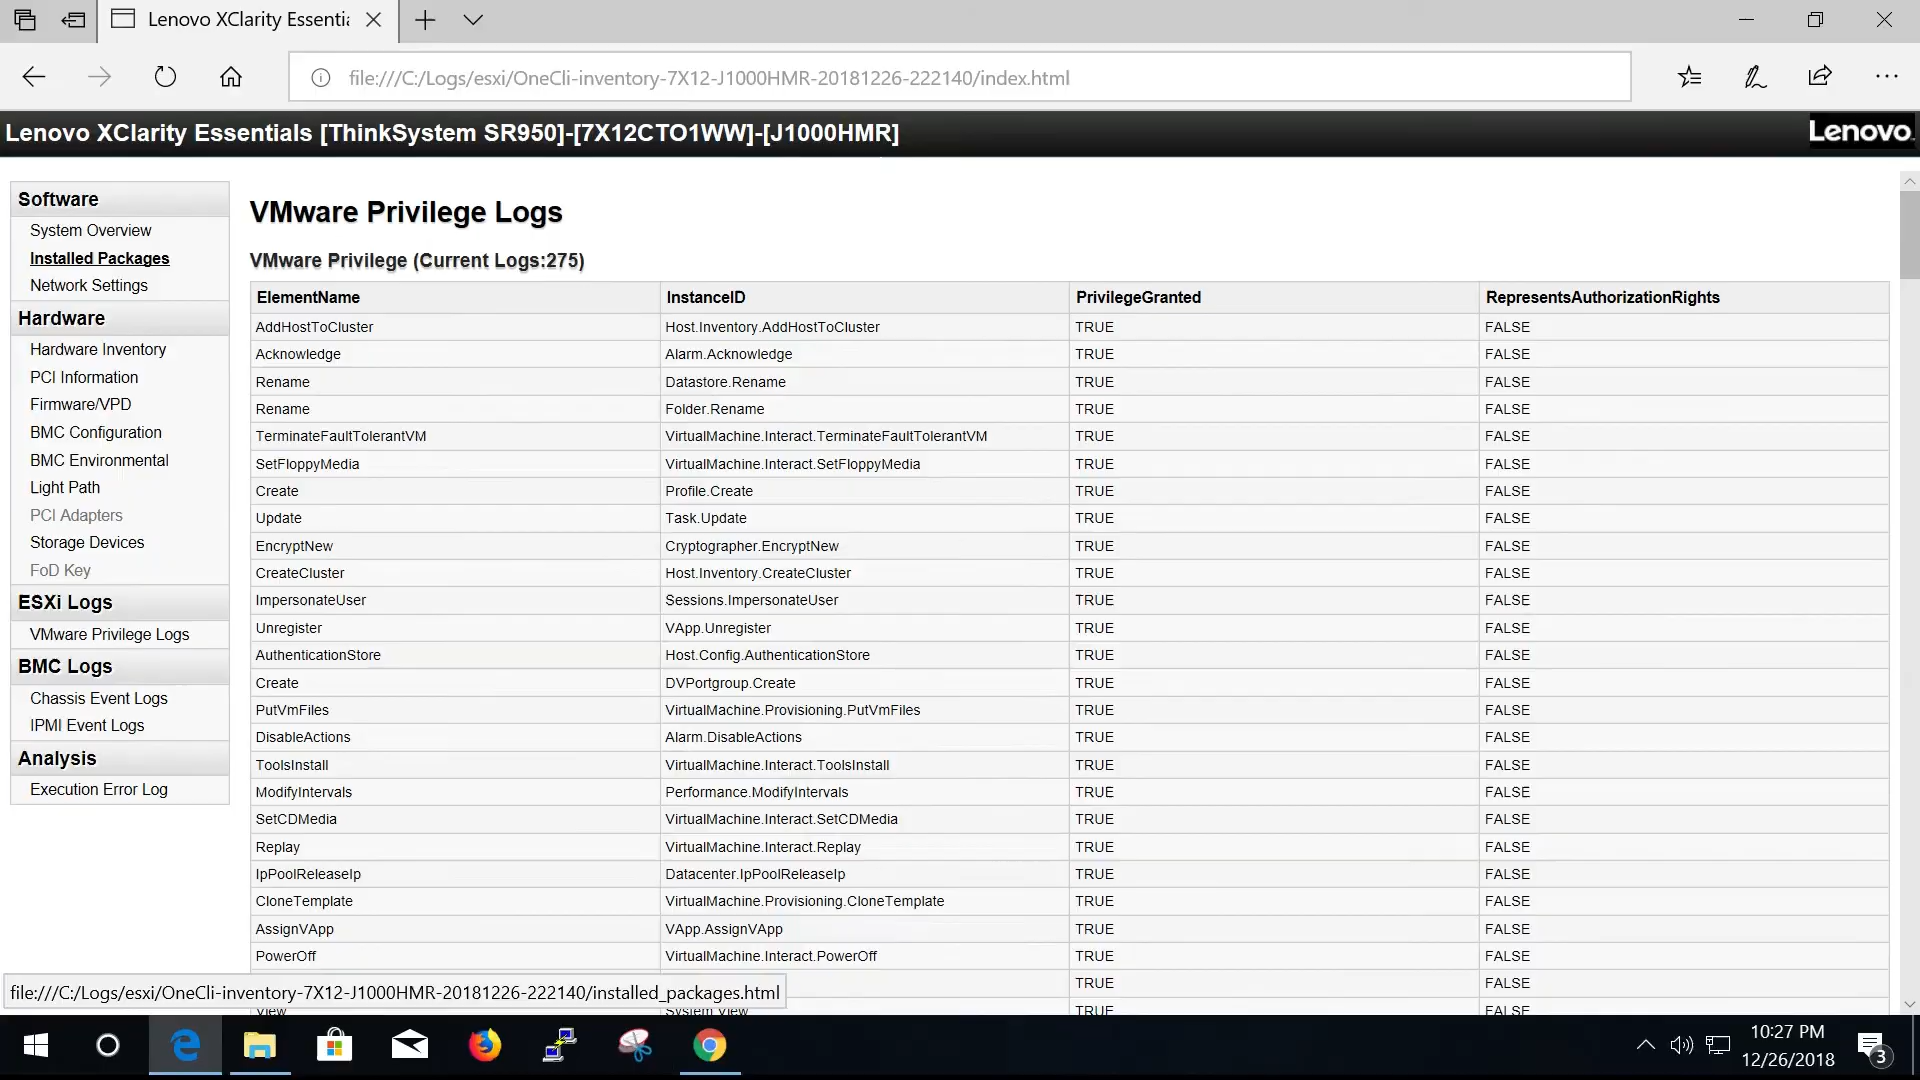 Lenovo XClarity Essentia
file:///C:/Logs/esxi/OneCli-inventory-7X12-J1000HMR-20181226-222140/index.html
Lenovo XClarity Essentials [ThinkSystem SR950]-[7X12CTO1WW]-[J1000HMR]
Lenovo
Software
System Overview
Installed Packages
Network Settings
Hardware
Hardware Inventory
PCI Information
Firmware/VPD
BMC Configuration
BMC Environmental
Light Path
PCI Adapters
Storage Devices
FoD Key
ESXi Logs
VMware Privilege Logs
BMC Logs
Chassis Event Logs
IPMI Event Logs
Analysis
Execution Error Log
VMware Privilege Logs
VMware Privilege (Current Logs:275)
ElementName InstanceID PrivilegeGranted RepresentsAuthorizationRights
AddHostToCluster Host.Inventory.AddHostToCluster TRUE FALSE
Acknowledge Alarm.Acknowledge TRUE FALSE
Rename Datastore.Rename TRUE FALSE
Rename Folder.Rename TRUE FALSE
TerminateFaultTolerantVM VirtualMachine.Interact.TerminateFaultTolerantVM TRUE FALSE
SetFloppyMedia VirtualMachine.Interact.SetFloppyMedia TRUE FALSE
Create Profile.Create TRUE FALSE
Update Task.Update TRUE FALSE
EncryptNew Cryptographer.EncryptNew TRUE FALSE
CreateCluster Host.Inventory.CreateCluster TRUE FALSE
ImpersonateUser Sessions.ImpersonateUser TRUE FALSE
Unregister VApp.Unregister TRUE FALSE
AuthenticationStore Host.Config.AuthenticationStore TRUE FALSE
Create DVPortgroup.Create TRUE FALSE
PutVmFiles VirtualMachine.Provisioning.PutVmFiles TRUE FALSE
DisableActions Alarm.DisableActions TRUE FALSE
ToolsInstall VirtualMachine.Interact.ToolsInstall TRUE FALSE
ModifyIntervals Performance.ModifyIntervals TRUE FALSE
SetCDMedia VirtualMachine.Interact.SetCDMedia TRUE FALSE
Replay VirtualMachine.Interact.Replay TRUE FALSE
IpPoolReleaseIp Datacenter.IpPoolReleaseIp TRUE FALSE
CloneTemplate VirtualMachine.Provisioning.CloneTemplate TRUE FALSE
AssignVApp VApp.AssignVApp TRUE FALSE
PowerOff VirtualMachine.Interact.PowerOff TRUE FALSE
TRUE FALSE
View System.View TRUE FALSE
file:///C:/Logs/esxi/OneCli-inventory-7X12-J1000HMR-20181226-222140/installed_packages.html
10:27 PM
12/26/2018
3